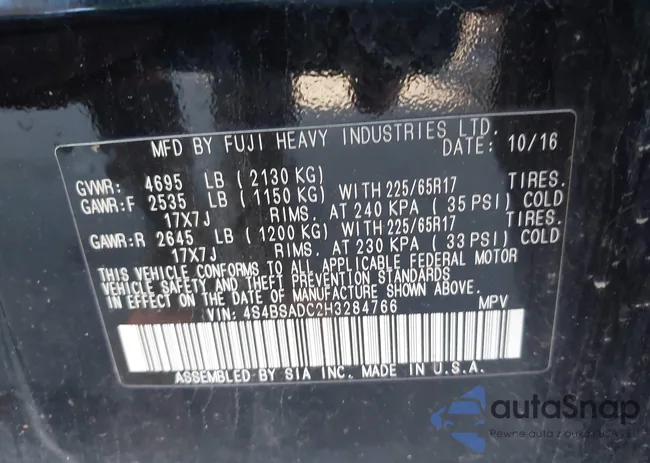 MFD BY FUJI HEAVY INDUSTRIES LTD.
DATE: 10/16
GVWR: 4695 LB (2130 KG)
GAWR:F 2535 LB (1150 KG) WITH 225/65R17 TIRES.
17X7J RIMS. AT 240 KPA (35 PSI) COLD
GAWR:R 2645 LB (1200 KG) WITH 225/65R17 TIRES.
17X7J RIMS. AT 230 KPA (33 PSI) COLD
THIS VEHICLE CONFORMS TO ALL APPLICABLE FEDERAL MOTOR
VEHICLE SAFETY AND THEFT PREVENTION STANDARDS
IN EFFECT ON THE DATE OF MANUFACTURE SHOWN ABOVE.
VIN: 4S4BSADC2H3284766 MPV
ASSEMBLED BY SIA INC. MADE IN U.S.A.
autaSnap
Pewne auto z aukcji